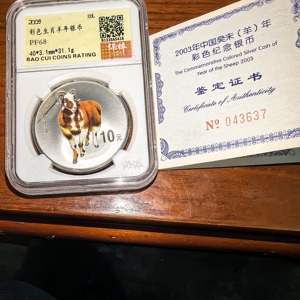 2003
彩色生肖羊年银币
PF68
40*3.1mm*31.1g
BAO CUI COINS RATING
保粹
10元
2003年中国癸未（羊）年
彩色纪念银币
The Commemorative Colored Silver Coin of
Year of the Sheep 2003
鉴定证书
Certificate of Authenticity
№ 043637